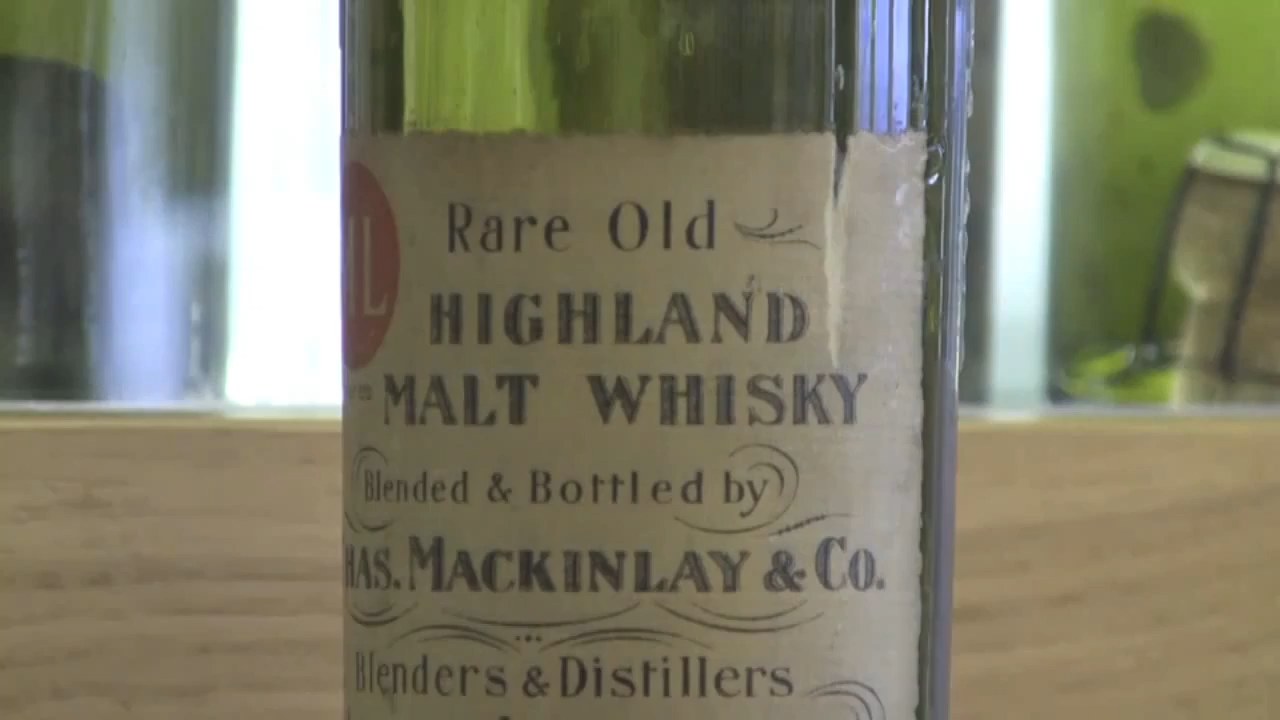 Rare Old
HIGHLAND
MALT WHISKY
Blended & Bottled by
HAS. MACKINLAY & Co.
Blenders & Distillers